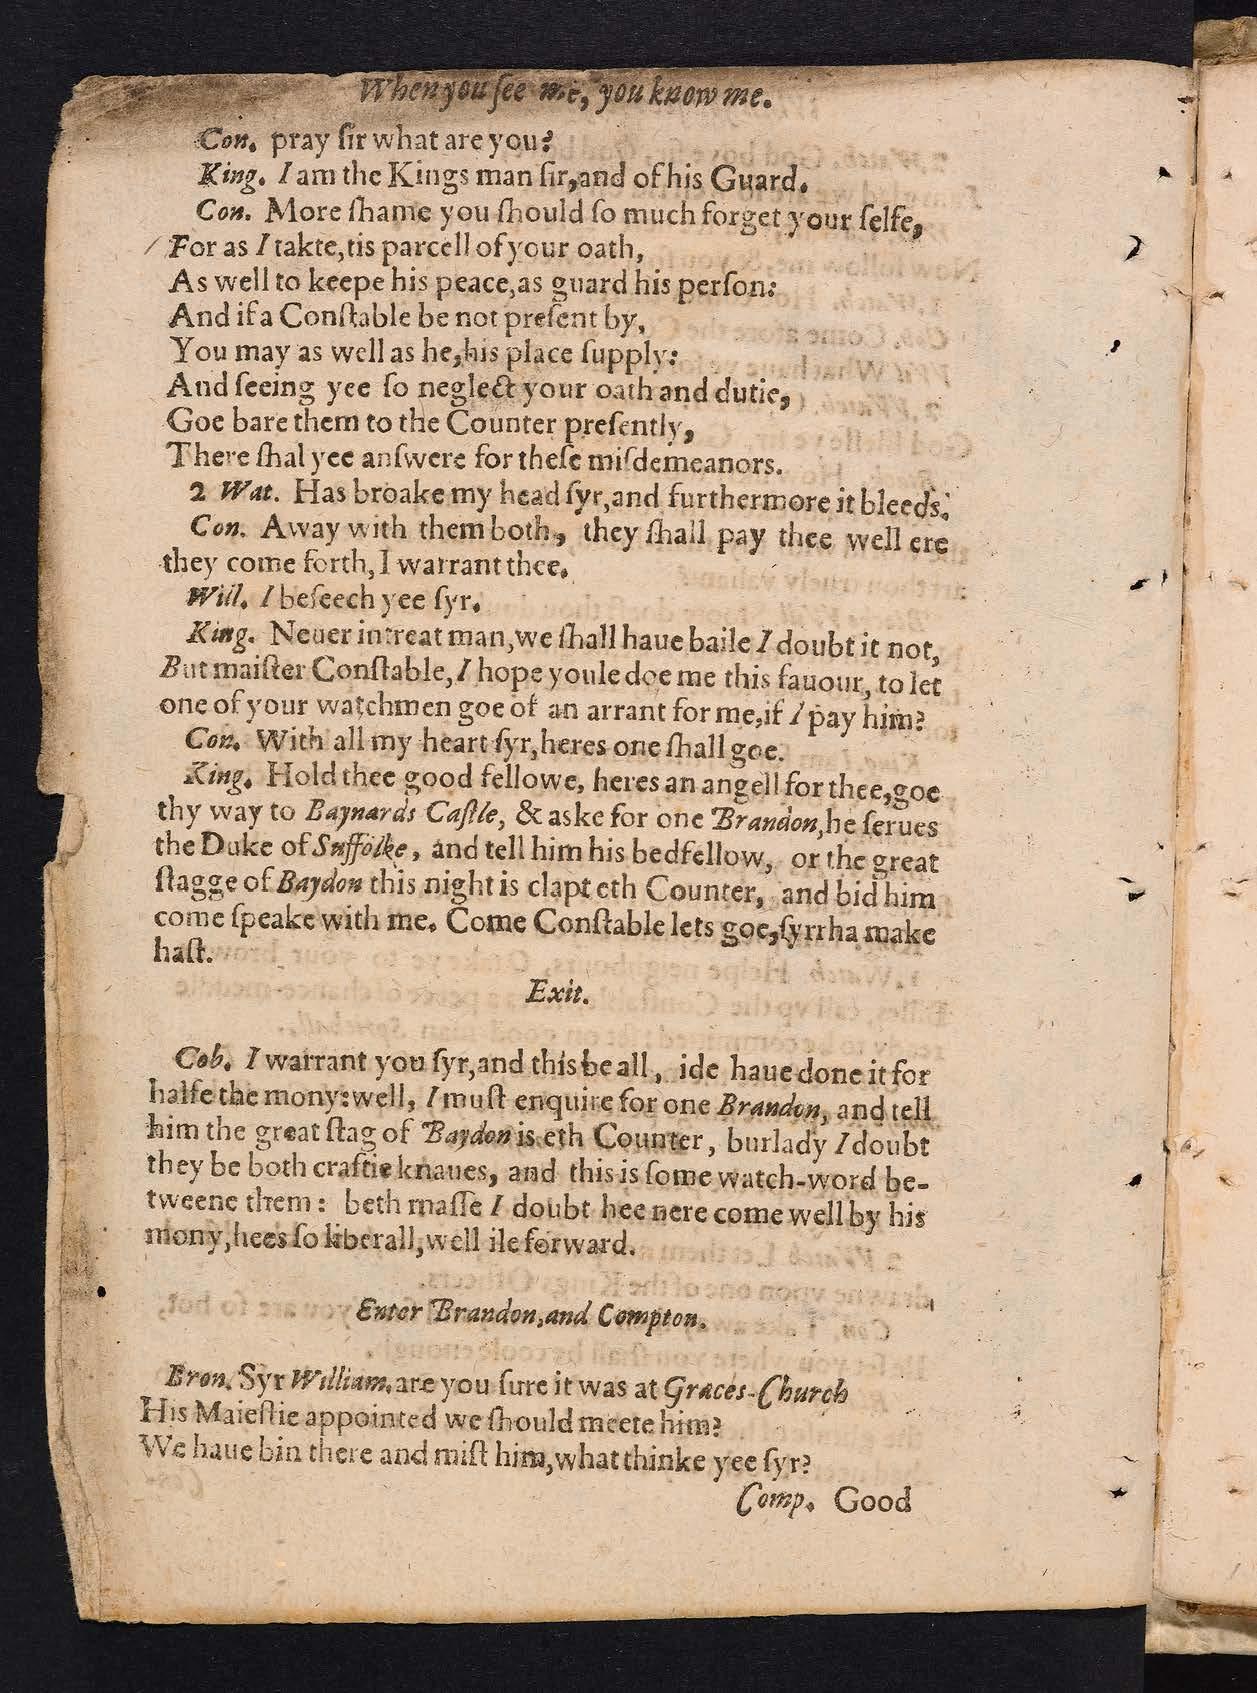 When you ſee me, you know me.
Con. pray ſir what are you?
King. I am the Kings man ſir,and of his Guard.
Con. More ſhame you ſhould ſo much forget your ſelfe,
For as I takte,tis parcell of your oath,
As well to keepe his peace,as guard his perſon:
And if a Conſtable be not preſent by,
You may as well as he,his place ſupply:
And ſeeing yee ſo neglect your oath and dutie,
Goe bare them to the Counter preſently,
There ſhal yee anſwere for theſe miſdemeanors.
2 Wat. Has broake my head ſyr,and furthermore it bleeds.
Con. Away with them both, they ſhall pay thee well ere
they come forth, I warrant thee.
Will. I beſeech yee ſyr.
King. Neuer intreat man,we ſhall haue baile I doubt it not,
But maiſter Conſtable, I hope youle doe me this fauour, to let
one of your watchmen goe of an arrant for me,if I pay him?
Con. With all my heart ſyr,heres one ſhall goe.
King. Hold thee good fellowe, heres an angell for thee,goe
thy way to Baynards Caſtle, & aske for one Brandon,he ſerues
the Duke of Suffolke, and tell him his bedfellow, or the great
ſtagge of Baydon this night is clapt eth Counter, and bid him
come ſpeake with me. Come Conſtable lets goe,ſyrrha make
haſt.
Exit.
Cob. I warrant you ſyr,and this be all, ide haue done it for
halfe the mony:well, I muſt enquire for one Brandon, and tell
him the great ſtag of Baydon is eth Counter, burlady I doubt
they be both craftie knaues, and this is ſome watch-word be-
tweene them: beth maſſe I doubt hee nere come well by his
mony,hees ſo liberall,well ile forward.
Enter Brandon,and Compton.
Bran. Syr William,are you ſure it was at Graces-Church
His Maieſtie appointed we ſhould meete him?
We haue bin there and miſt him,what thinke yee ſyr?
Comp. Good